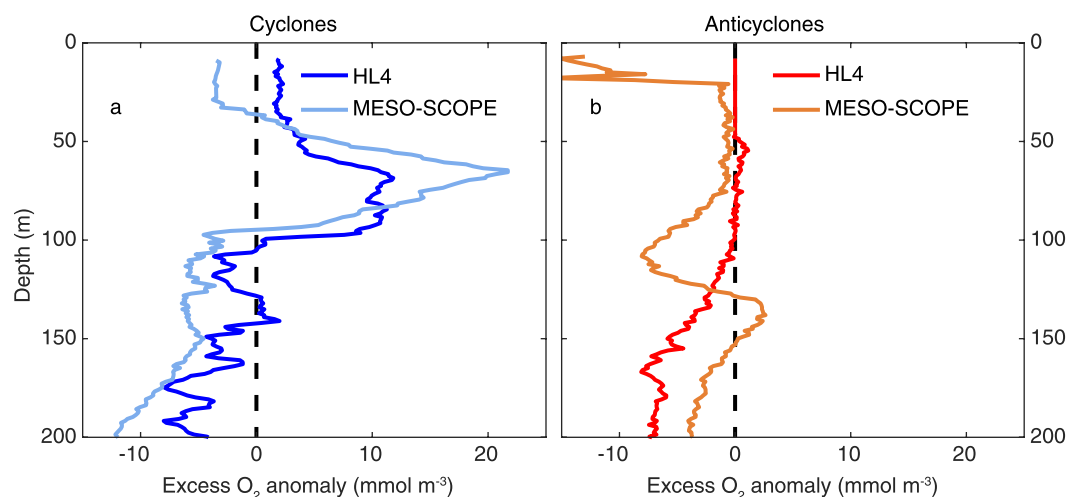 Cyclones
Anticyclones
0
50
100
150
200
Depth (m)
a
HL4
MESO-SCOPE
-10
0
10
20
Excess O₂ anomaly (mmol m⁻³)
b
HL4
MESO-SCOPE
0
50
100
150
200
-10
0
10
20
Excess O₂ anomaly (mmol m⁻³)